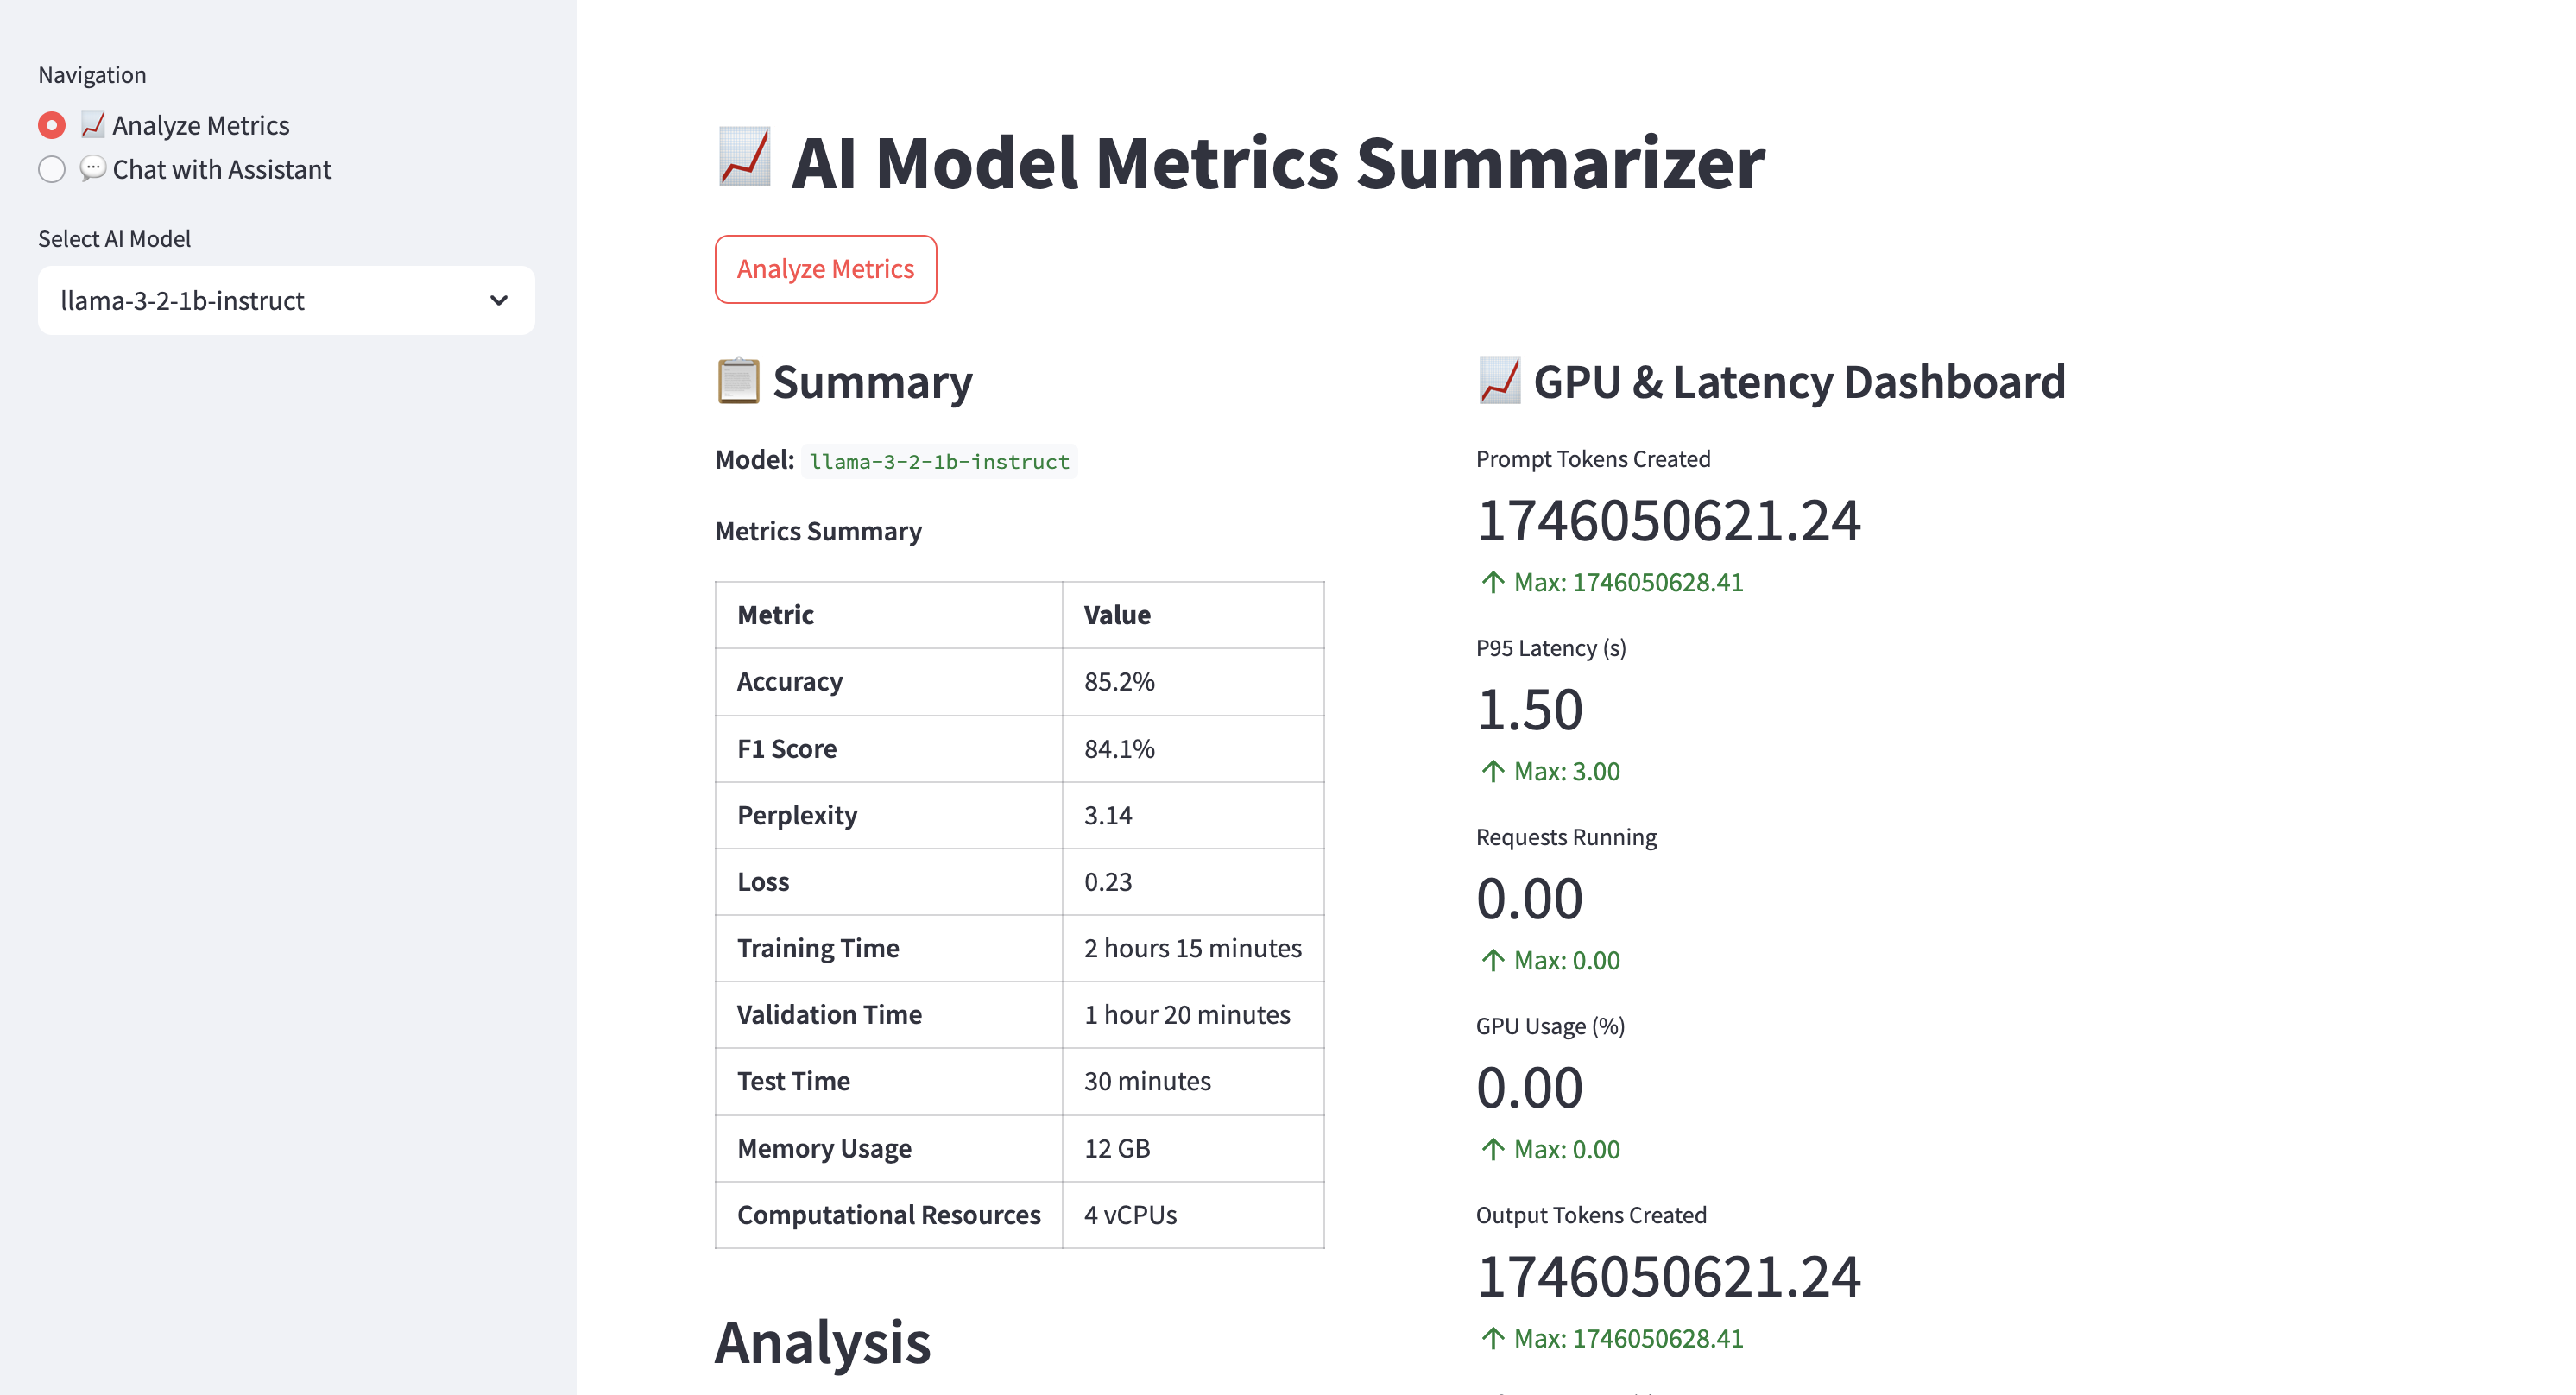 Navigation
Analyze Metrics
Chat with Assistant
Select AI Model
llama-3-2-1b-instruct
AI Model Metrics Summarizer
Analyze Metrics
Summary
Model: llama-3-2-1b-instruct
Metrics Summary
Metric Value
Accuracy 85.2%
F1 Score 84.1%
Perplexity 3.14
Loss 0.23
Training Time 2 hours 15 minutes
Validation Time 1 hour 20 minutes
Test Time 30 minutes
Memory Usage 12 GB
Computational Resources 4 vCPUs
Analysis
GPU & Latency Dashboard
Prompt Tokens Created
1746050621.24
↑ Max: 1746050628.41
P95 Latency (s)
1.50
↑ Max: 3.00
Requests Running
0.00
↑ Max: 0.00
GPU Usage (%)
0.00
↑ Max: 0.00
Output Tokens Created
1746050621.24
↑ Max: 1746050628.41